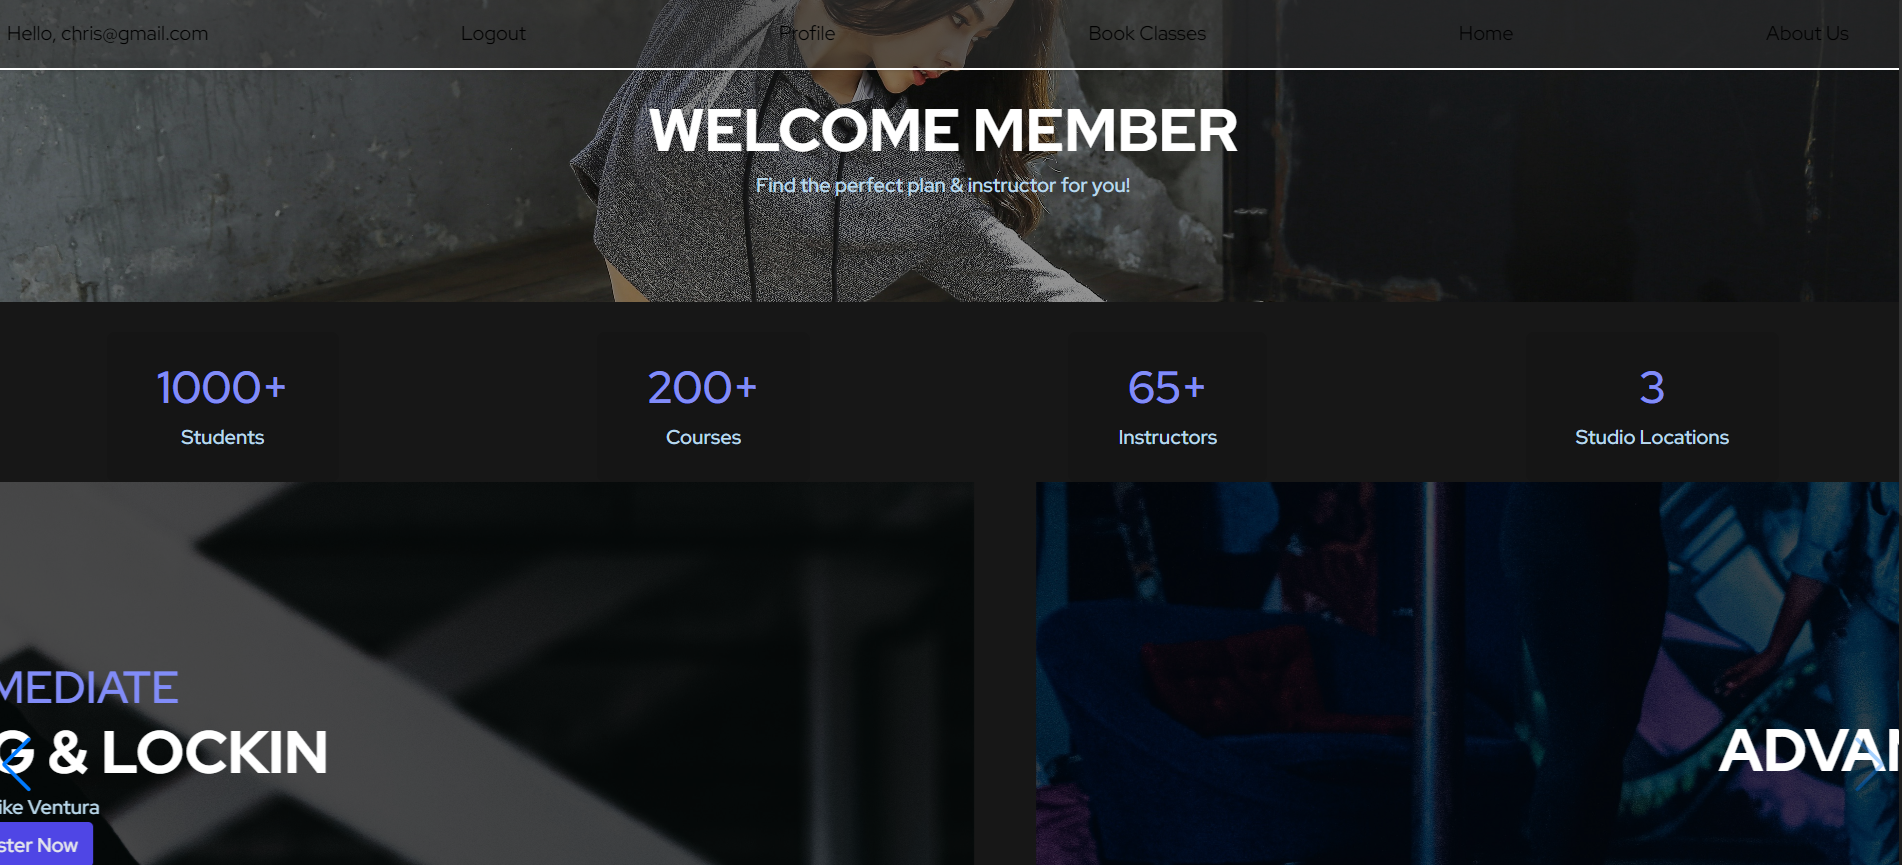 Hello, chris@gmail.com Logout Profile Book Classes Home About Us
WELCOME MEMBER
Find the perfect plan & instructor for you!
1000+ 200+ 65+ 3
Students Courses Instructors Studio Locations
MEDIATE
G & LOCKIN
ADVA
ike Ventura
ster Now